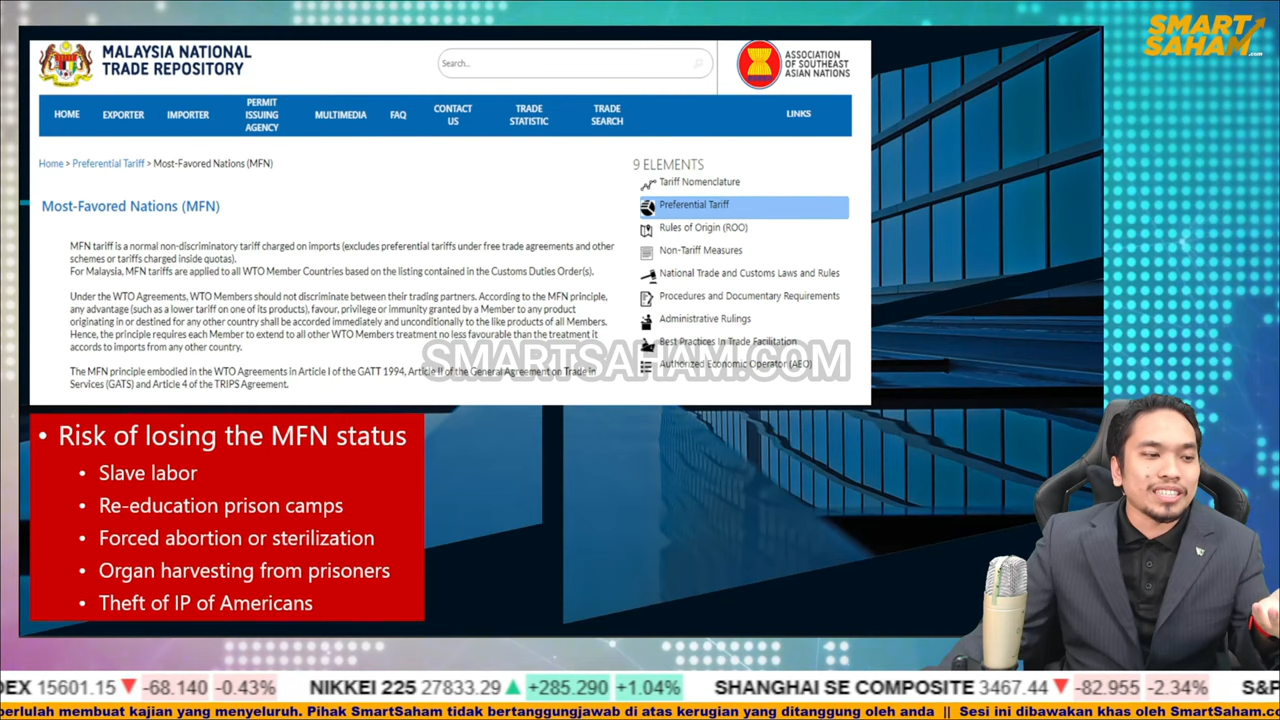 SMART
SAHAM
.com
MALAYSIA NATIONAL
TRADE REPOSITORY
Search...
ASSOCIATION
OF SOUTHEAST
ASIAN NATIONS
HOME
EXPORTER
IMPORTER
PERMIT
ISSUING
AGENCY
MULTIMEDIA
FAQ
CONTACT
US
TRADE
STATISTIC
TRADE
SEARCH
LINKS
Home > Preferential Tariff > Most-Favored Nations (MFN)
Most-Favored Nations (MFN)
MFN tariff is a normal non-discriminatory tariff charged on imports (excludes preferential tariffs under free trade agreements and other
schemes or tariffs charged inside quotas).
For Malaysia, MFN tariffs are applied to all WTO Member Countries based on the listing contained in the Customs Duties Order(s).
Under the WTO Agreements, WTO Members should not discriminate between their trading partners. According to the MFN principle,
any advantage (such as a lower tariff on one of its products), favour, privilege or immunity granted by a Member to any product
originating in or destined for any other country shall be accorded immediately and unconditionally to the like products of all Members.
Hence, the principle requires each Member to extend to all other WTO Members treatment no less favourable than the treatment it
accords to imports from any other country.
The MFN principle embodied in the WTO Agreements in Article I of the GATT 1994, Article II of the General Agreement on Trade in
Services (GATS) and Article 4 of the TRIPS Agreement.
9 ELEMENTS
Tariff Nomenclature
Preferential Tariff
Rules of Origin (ROO)
Non-Tariff Measures
National Trade and Customs Laws and Rules
Procedures and Documentary Requirements
Administrative Rulings
Best Practices In Trade Facilitation
Authorized Economic Operator (AEO)
SMARTSAHAM.COM
• Risk of losing the MFN status
• Slave labor
• Re-education prison camps
• Forced abortion or sterilization
• Organ harvesting from prisoners
• Theft of IP of Americans
DEX 15601.15 ▼ -68.140 -0.43% NIKKEI 225 27833.29 ▲ +285.290 +1.04% SHANGHAI SE COMPOSITE 3467.44 ▼ -82.955 -2.34% S&P
perlulah membuat kajian yang menyeluruh. Pihak SmartSaham tidak bertanggungjawab di atas kerugian yang ditanggung oleh anda || Sesi ini dibawakan khas oleh SmartSaham.co